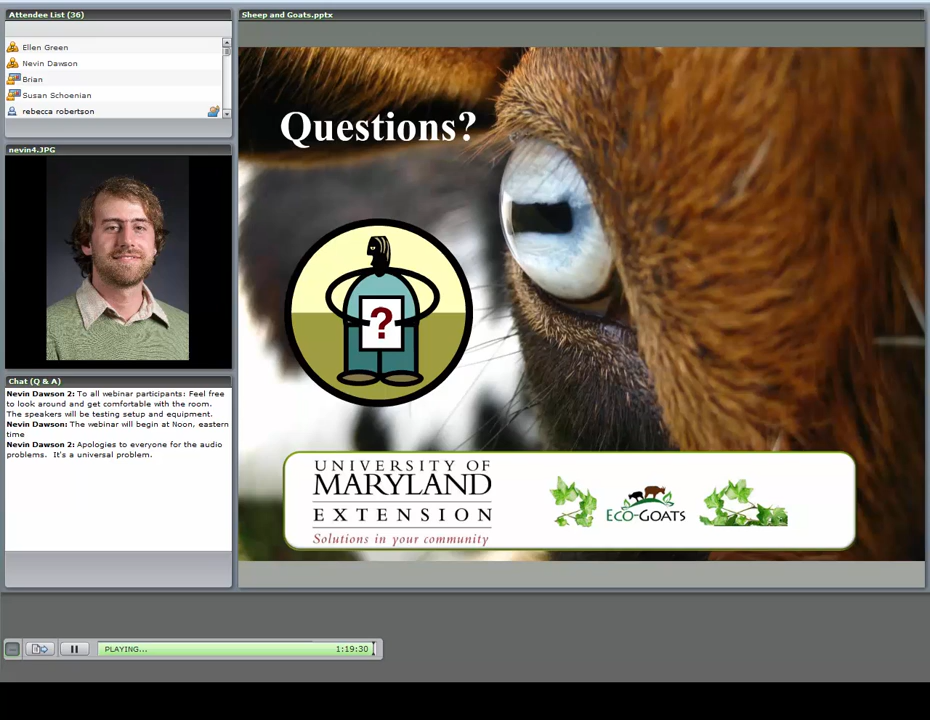 Attendee List (36)
Ellen Green
Nevin Dawson
Brian
Susan Schoenian
rebecca robertson
nevin4.JPG
Chat (Q & A)
Nevin Dawson 2: To all webinar participants: Feel free
to look around and get comfortable with the room.
The speakers will be testing setup and equipment.
Nevin Dawson: The webinar will begin at Noon, eastern
time
Nevin Dawson 2: Apologies to everyone for the audio
problems. It's a universal problem.
Sheep and Goats.pptx
Questions?
?
UNIVERSITY OF
MARYLAND
EXTENSION
Solutions in your community
ECO-GOATS
PLAYING...
1:19:30